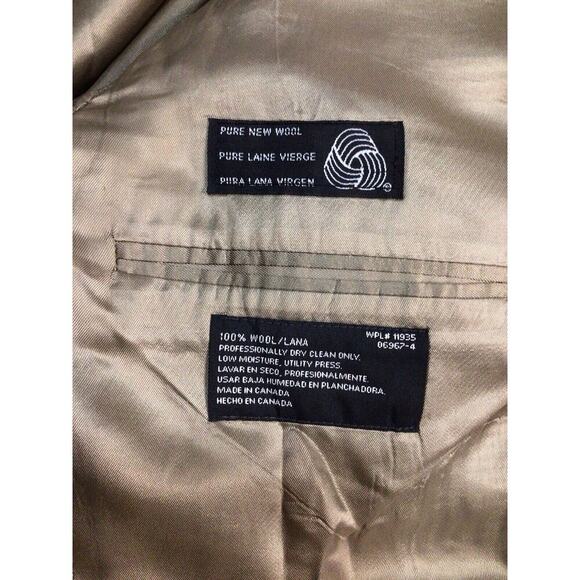 PURE NEW WOOL
PURE LAINE VIERGE
PURA LANA VIRGEN
100% WOOL/LANA
WPL# 11935
06967-4
PROFESSIONALLY DRY CLEAN ONLY,
LOW MOISTURE, UTILITY PRESS.
LAVAR EN SECO, PROFESIONALMENTE.
USAR BAJA HUMEDAD EN PLANCHADORA.
MADE IN CANADA
HECHO EN CANADA